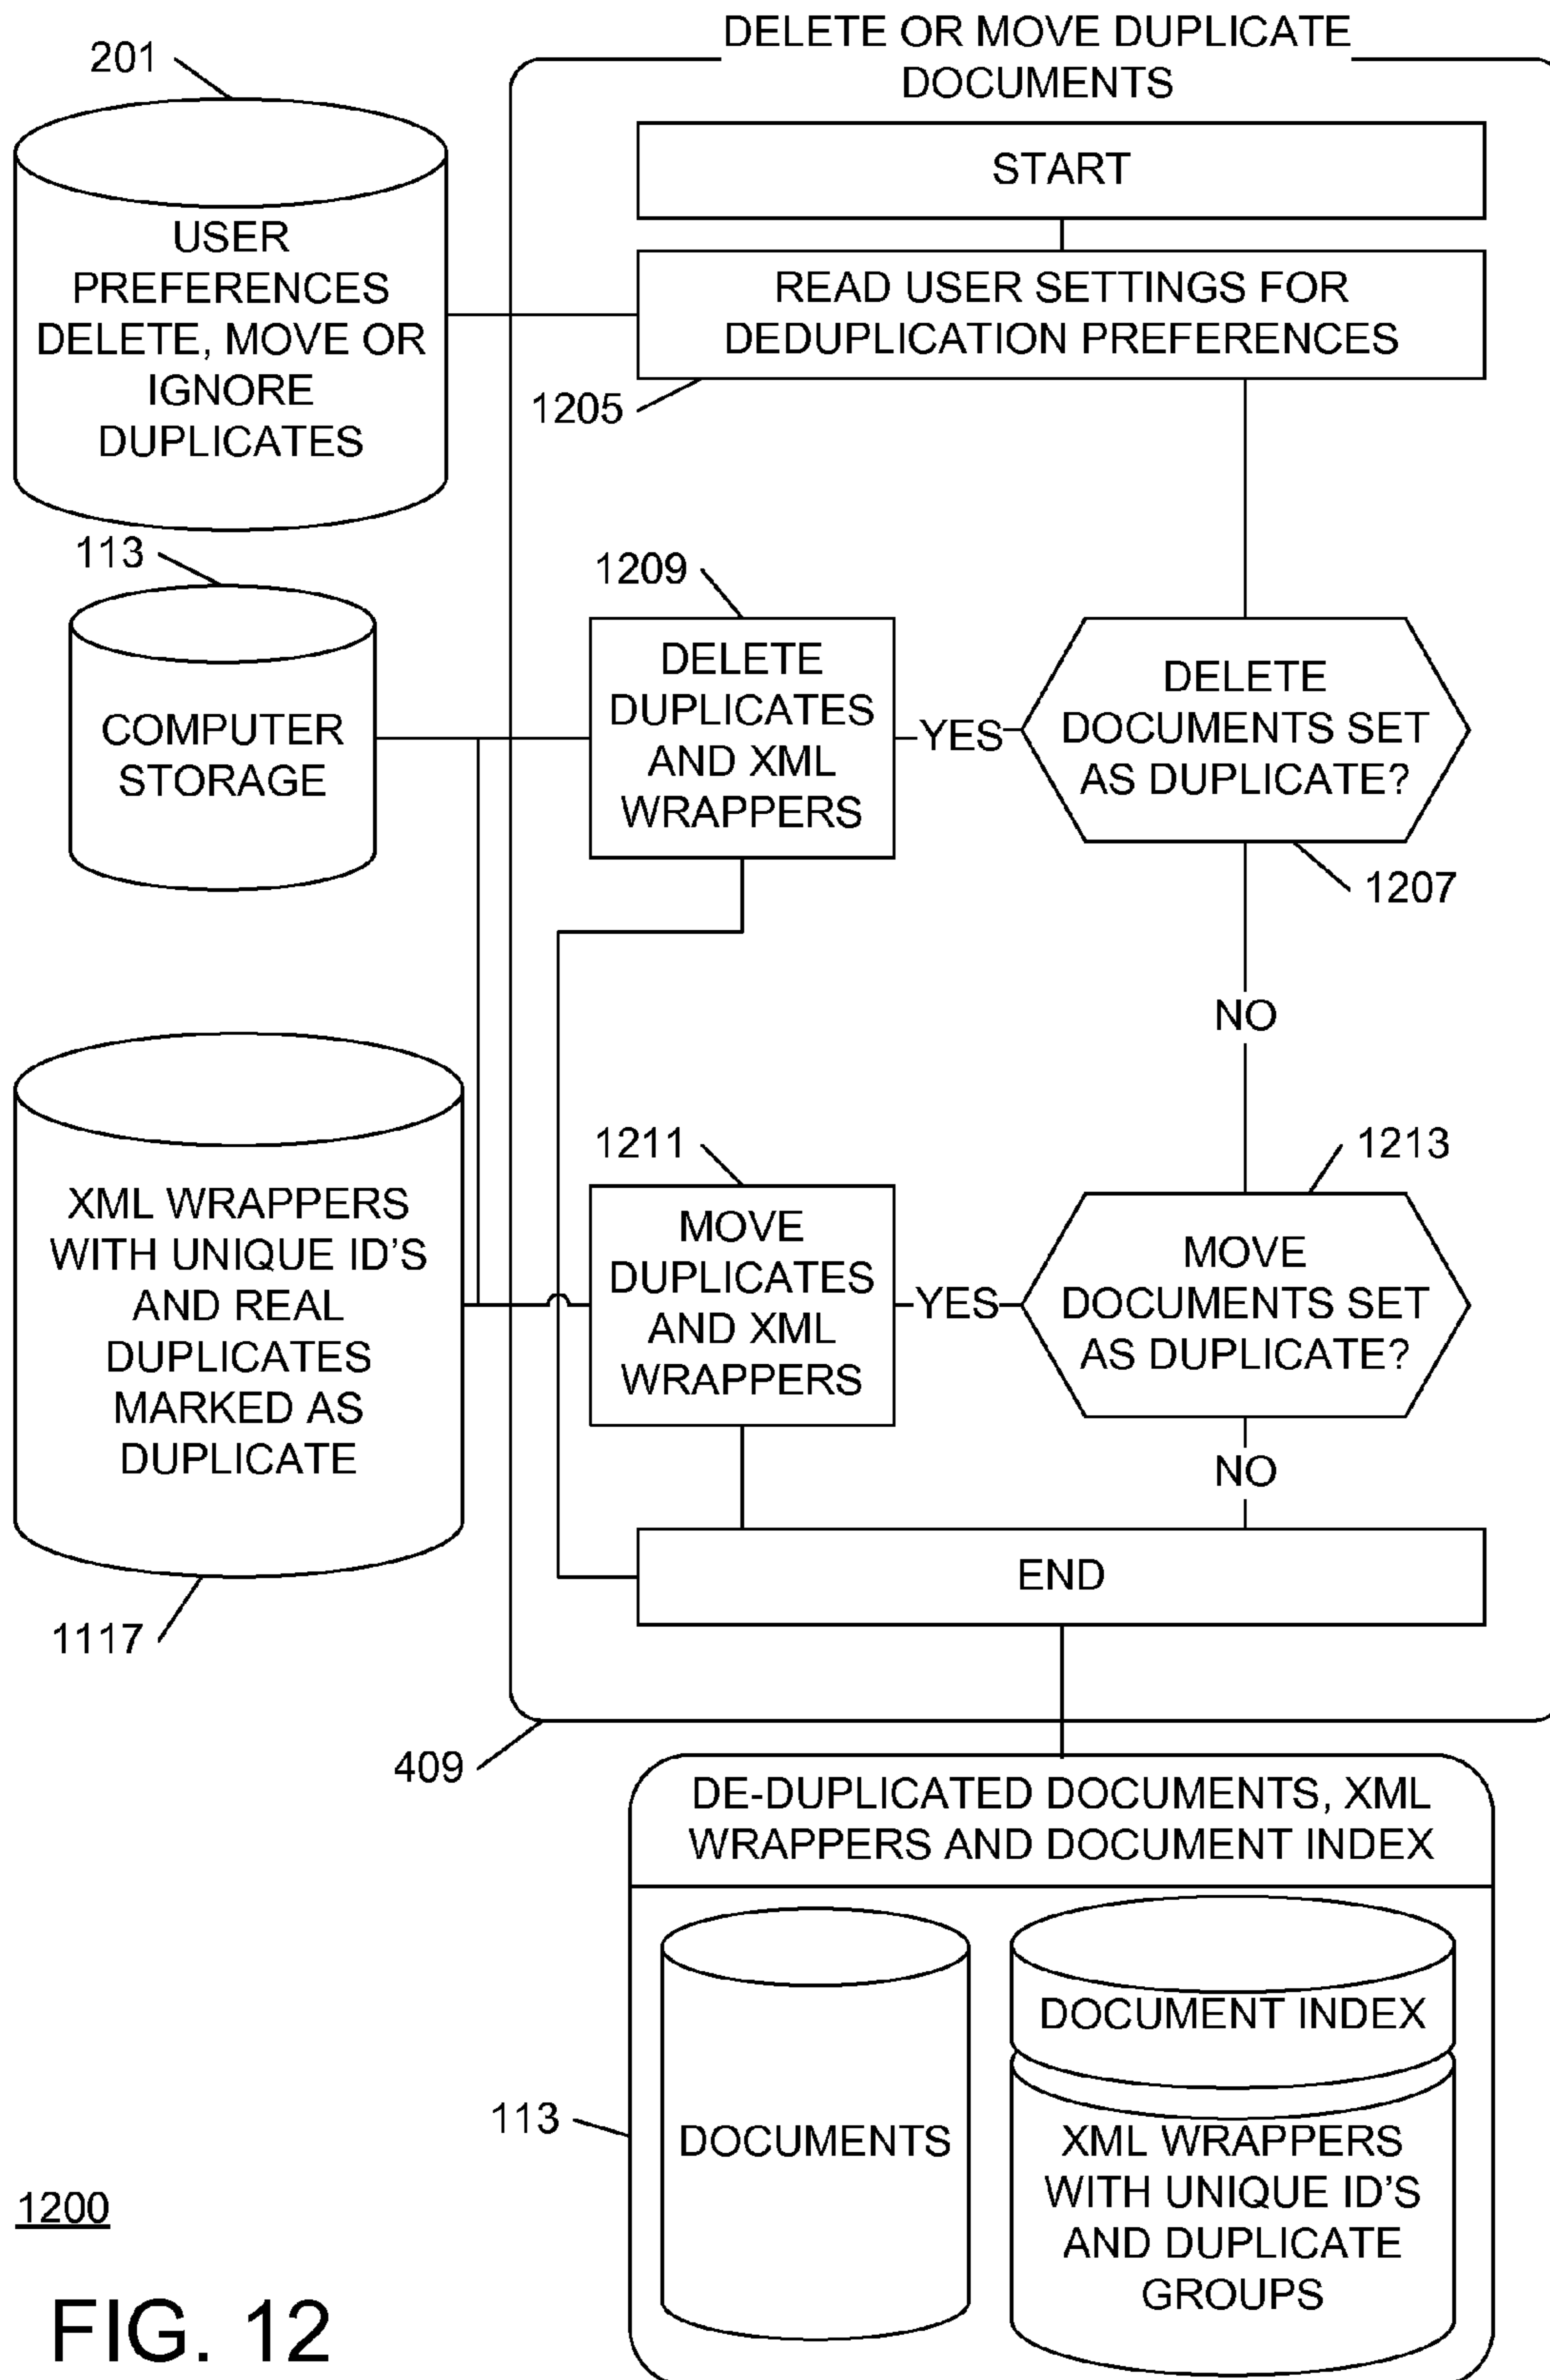 DELETE OR MOVE DUPLICATE
DOCUMENTS
201
START
USER
PREFERENCES
DELETE, MOVE OR
IGNORE
DUPLICATES
READ USER SETTINGS FOR
DEDUPLICATION PREFERENCES
1205
113
COMPUTER
STORAGE
1209
DELETE
DUPLICATES
AND XML
WRAPPERS
YES
DELETE
DOCUMENTS SET
AS DUPLICATE?
1207
NO
XML WRAPPERS
WITH UNIQUE ID'S
AND REAL
DUPLICATES
MARKED AS
DUPLICATE
1117
1211
MOVE
DUPLICATES
AND XML
WRAPPERS
YES
1213
MOVE
DOCUMENTS SET
AS DUPLICATE?
NO
END
409
DE-DUPLICATED DOCUMENTS, XML
WRAPPERS AND DOCUMENT INDEX
113
DOCUMENTS
DOCUMENT INDEX
XML WRAPPERS
WITH UNIQUE ID'S
AND DUPLICATE
GROUPS
1200
FIG. 12